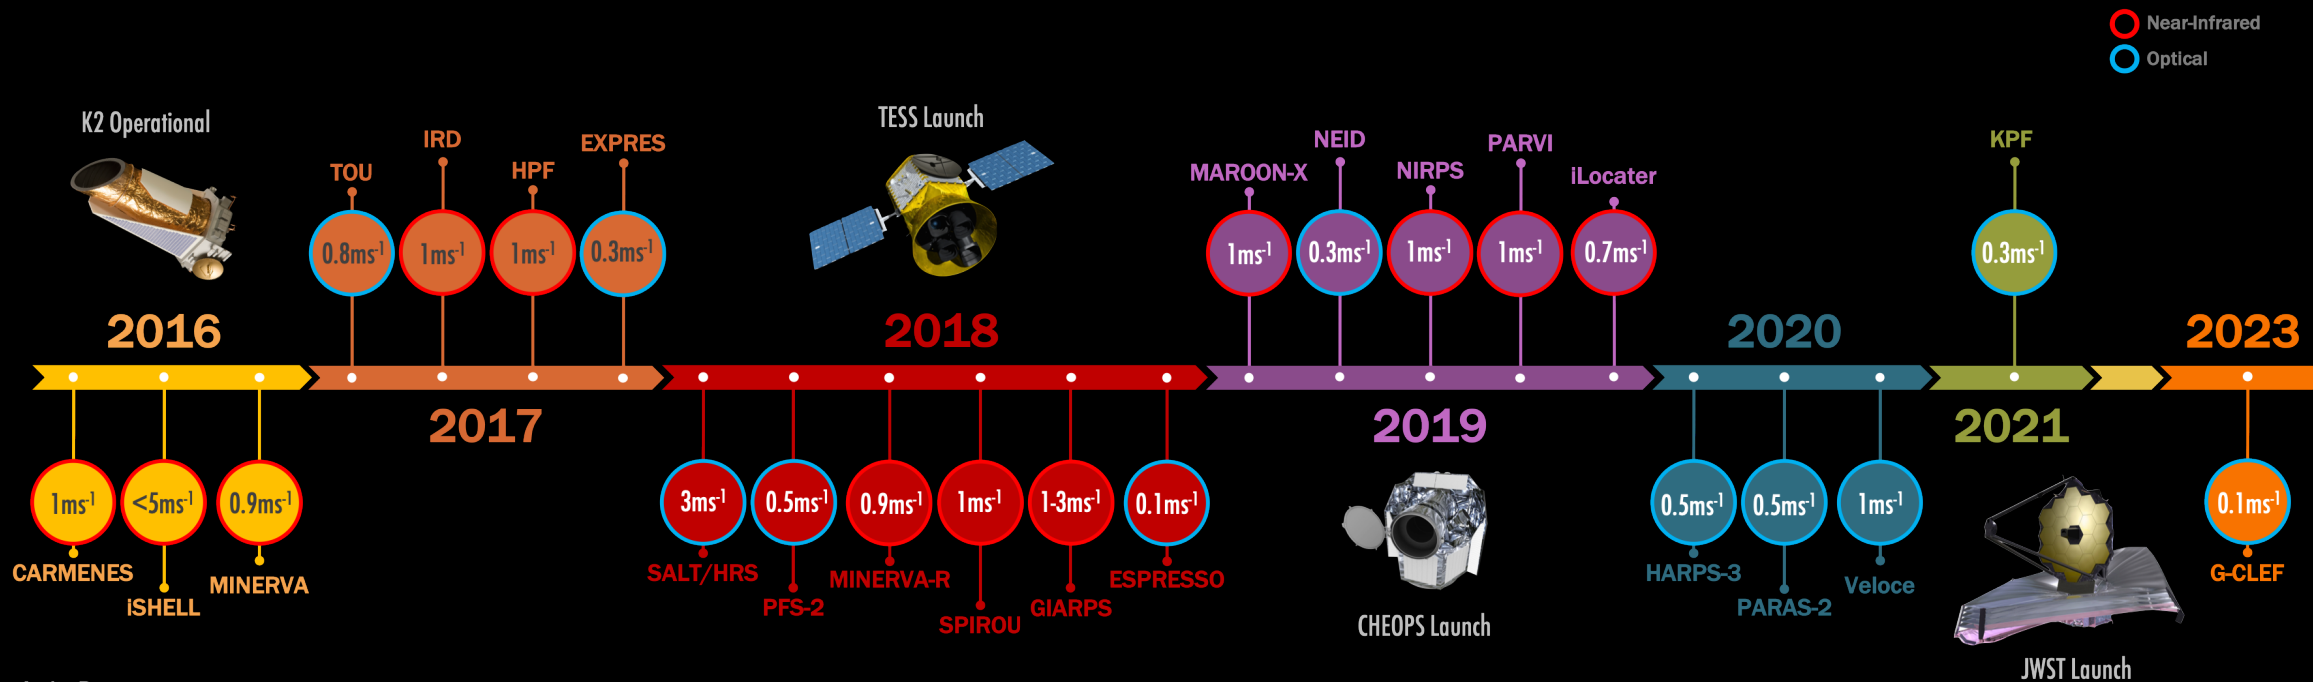 Near-Infrared
Optical
K2 Operational
TESS Launch
TOU
IRD
HPF
EXPRES
MAROON-X
NEID
NIRPS
PARVI
iLocater
KPF
0.8ms-1
1ms-1
1ms-1
0.3ms-1
1ms-1
0.3ms-1
1ms-1
1ms-1
0.7ms-1
0.3ms-1
2016
2018
2020
2023
2017
2019
2021
1ms-1
<5ms-1
0.9ms-1
3ms-1
0.5ms-1
0.9ms-1
1ms-1
1-3ms-1
0.1ms-1
0.5ms-1
0.5ms-1
1ms-1
0.1ms-1
CARMENES
iSHELL
MINERVA
SALT/HRS
PFS-2
MINERVA-R
SPIROU
GIARPS
ESPRESSO
HARPS-3
PARAS-2
Veloce
G-CLEF
CHEOPS Launch
JWST Launch